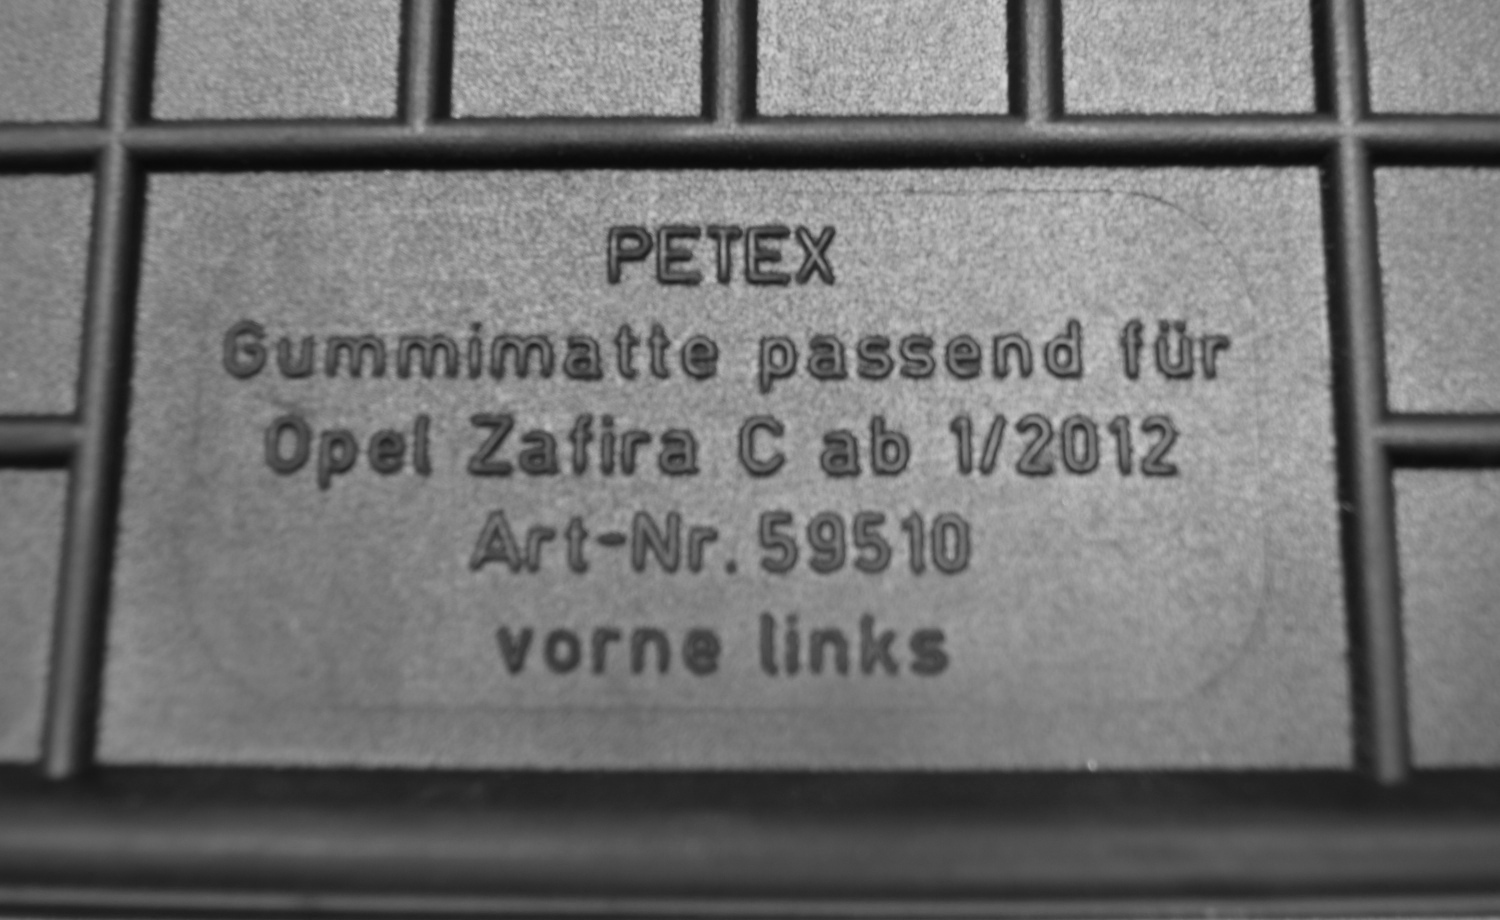 PETEX
Gummimatte passend für
Opel Zafira C ab 1/2012
Art-Nr. 59510
vorne links